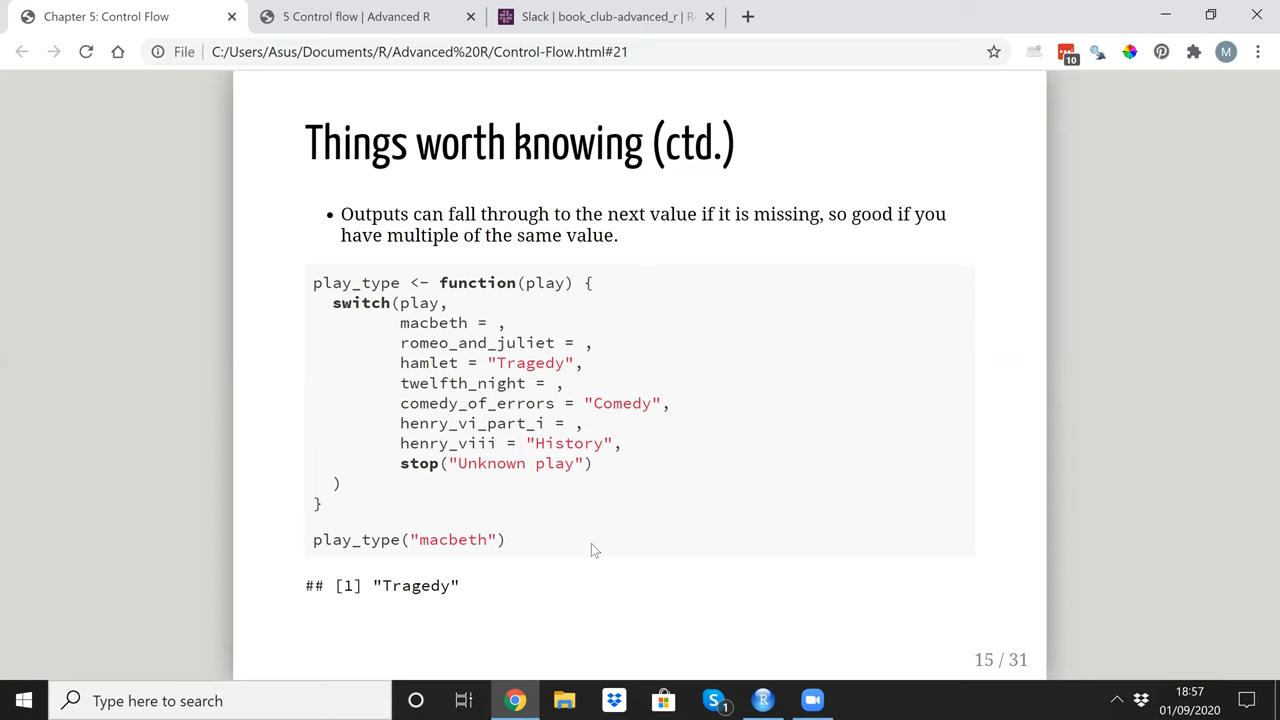 Chapter 5: Control Flow
5 Control flow | Advanced R
Slack | book_club-advanced_r | R
File
C:/Users/Asus/Documents/R/Advanced%20R/Control-Flow.html#21
10
M
Things worth knowing (ctd.)
• Outputs can fall through to the next value if it is missing, so good if you
have multiple of the same value.
play_type <- function(play) {
switch(play,
macbeth = ,
romeo_and_juliet = ,
hamlet = "Tragedy",
twelfth_night = ,
comedy_of_errors = "Comedy",
henry_vi_part_i = ,
henry_viii = "History",
stop("Unknown play")
)
}
play_type("macbeth")
## [1] "Tragedy"
15 / 31
Type here to search
S
1
R
18:57
01/09/2020